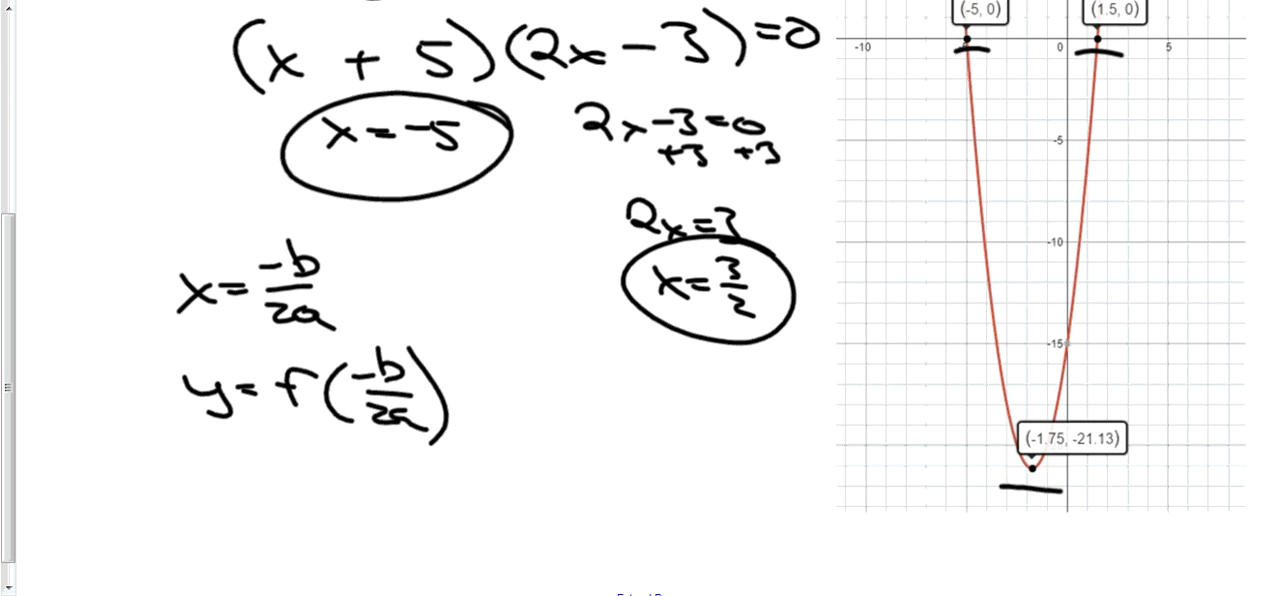 (x + 5)(2x - 3) = 0
x = -5
2x - 3 = 0
+3 +3
2x = 3
x = 3/2
x = -b/2a
y = f(-b/2a)
(-5, 0)
(1.5, 0)
-10
0
5
-5
-10
-15
(-1.75, -21.13)